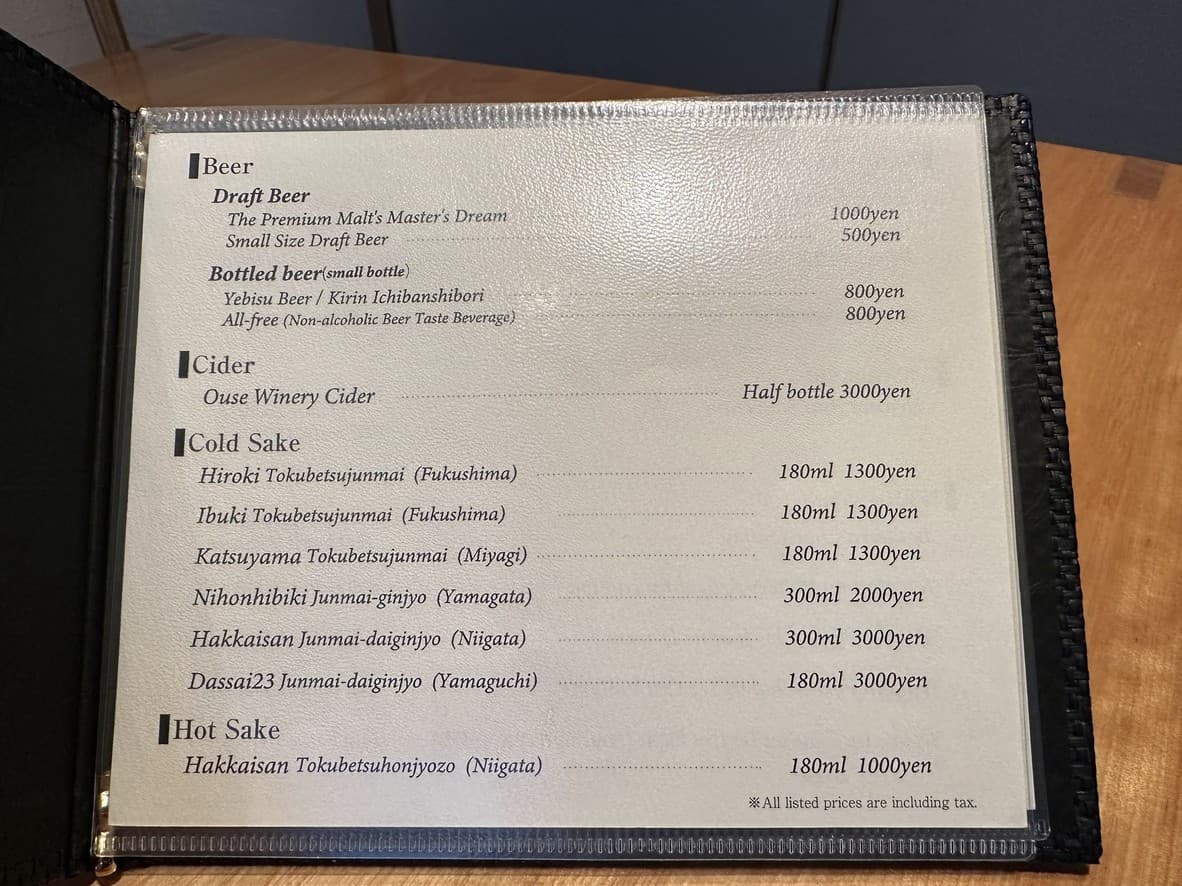 Beer
Draft Beer
The Premium Malt's Master's Dream 1000yen
Small Size Draft Beer 500yen
Bottled beer(small bottle)
Yebisu Beer / Kirin Ichibanshibori 800yen
All-free (Non-alcoholic Beer Taste Beverage) 800yen
Cider
Ouse Winery Cider Half bottle 3000yen
Cold Sake
Hiroki Tokubetsujunmai (Fukushima) 180ml 1300yen
Ibuki Tokubetsujunmai (Fukushima) 180ml 1300yen
Katsuyama Tokubetsujunmai (Miyagi) 180ml 1300yen
Nihonhibiki Junmai-ginjyo (Yamagata) 300ml 2000yen
Hakkaisan Junmai-daiginjyo (Niigata) 300ml 3000yen
Dassai23 Junmai-daiginjyo (Yamaguchi) 180ml 3000yen
Hot Sake
Hakkaisan Tokubetsuhonjyozo (Niigata) 180ml 1000yen
※All listed prices are including tax.